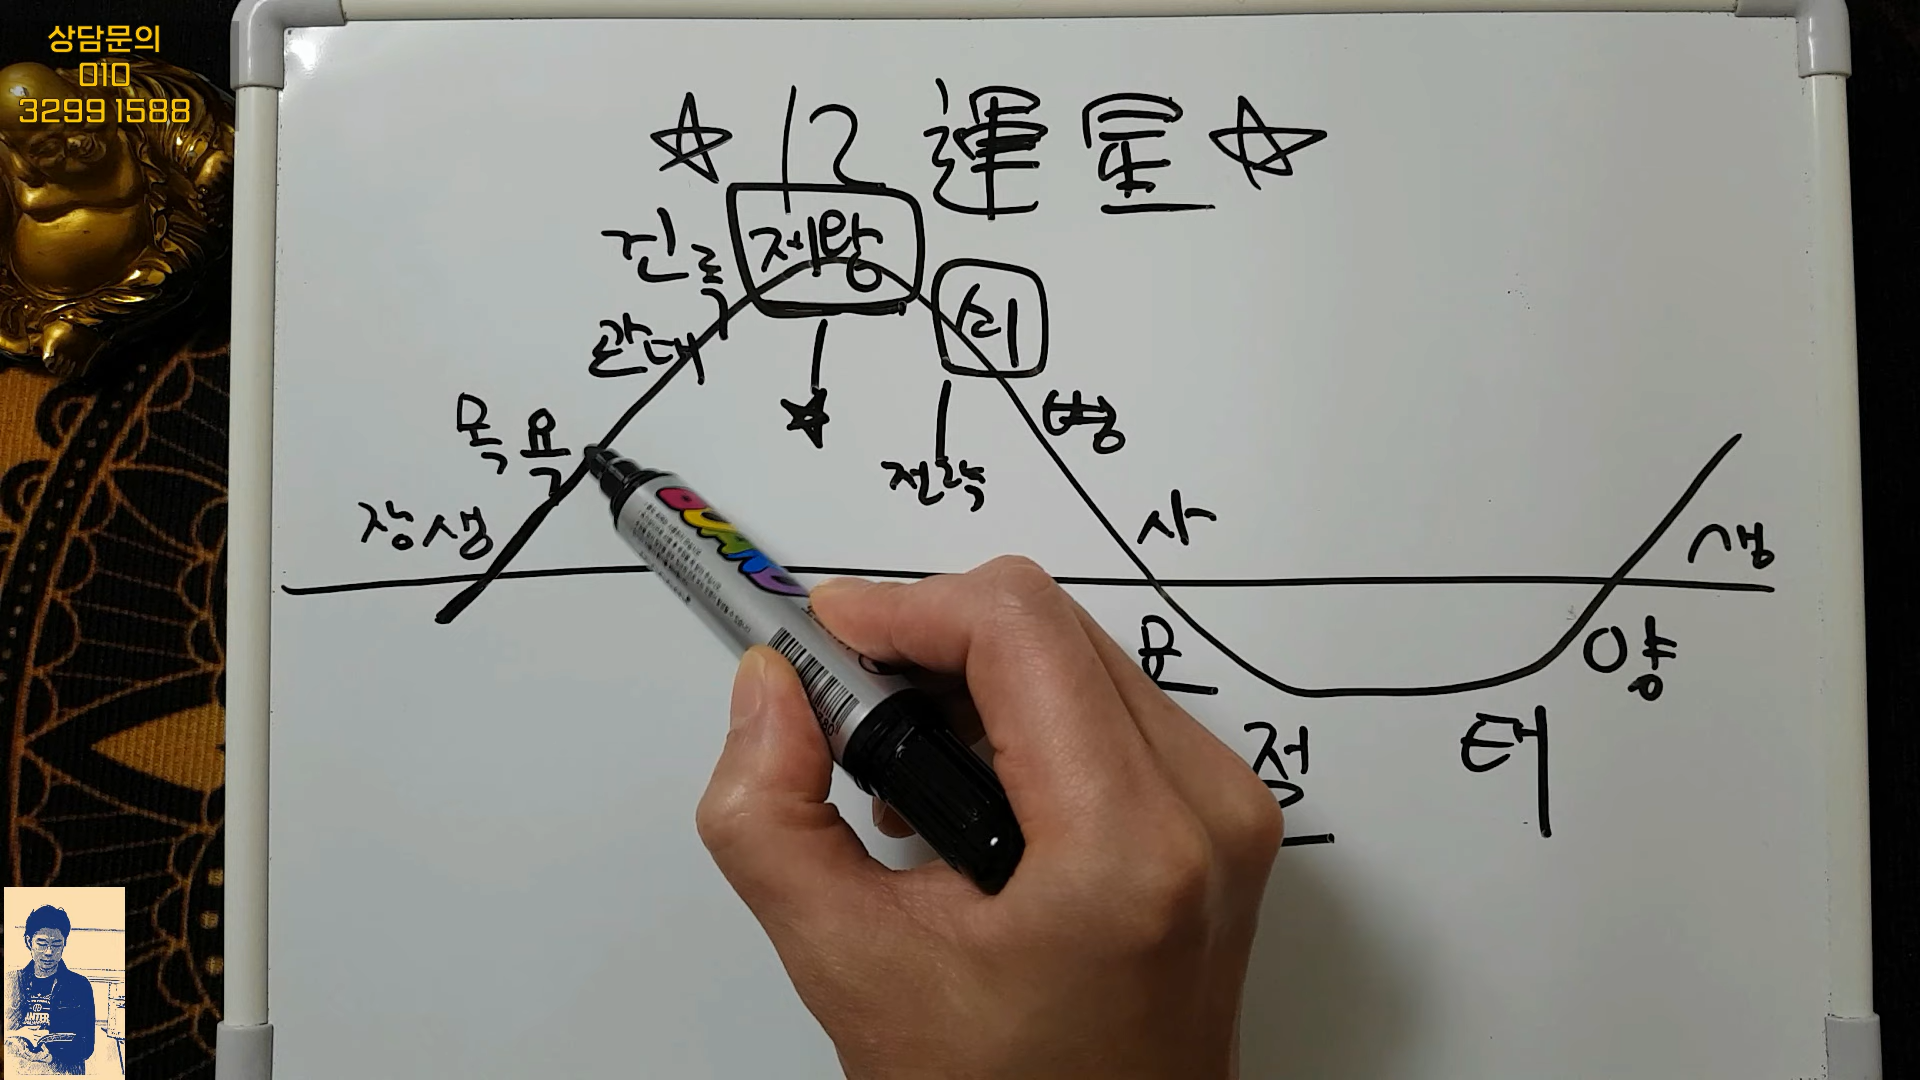 상담문의
010
3299 1588
☆ 12 運星 ☆
장생
목욕
관대
건록
제왕
쇠
전략
병
사
묘
절
태
양
생